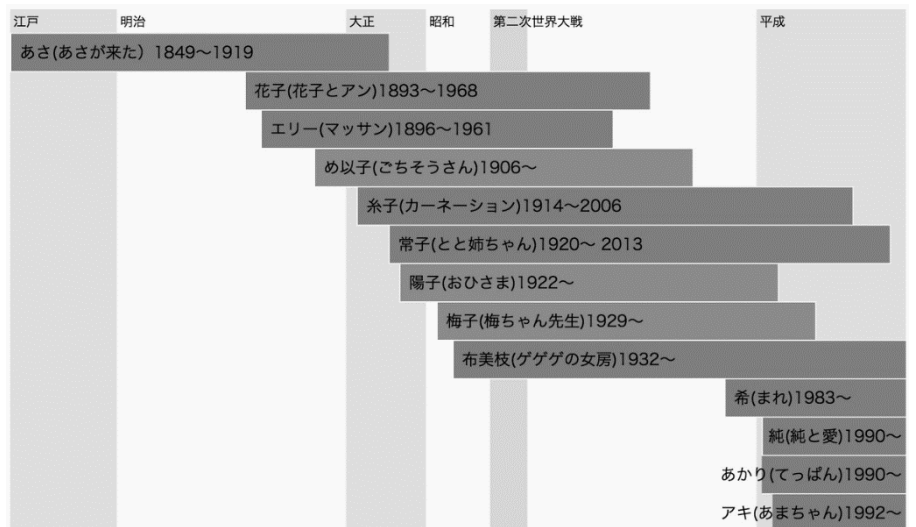 江戸 明治 大正 昭和 第二次世界大戦 平成
あさ(あさが来た）1849〜1919
花子(花子とアン)1893〜1968
エリー(マッサン)1896〜1961
め以子(ごちそうさん)1906〜
糸子(カーネーション)1914〜2006
常子(とと姉ちゃん)1920〜 2013
陽子(おひさま)1922〜
梅子(梅ちゃん先生)1929〜
布美枝(ゲゲゲの女房)1932〜
希(まれ)1983〜
純(純と愛)1990〜
あかり(てっぱん)1990〜
アキ(あまちゃん)1992〜